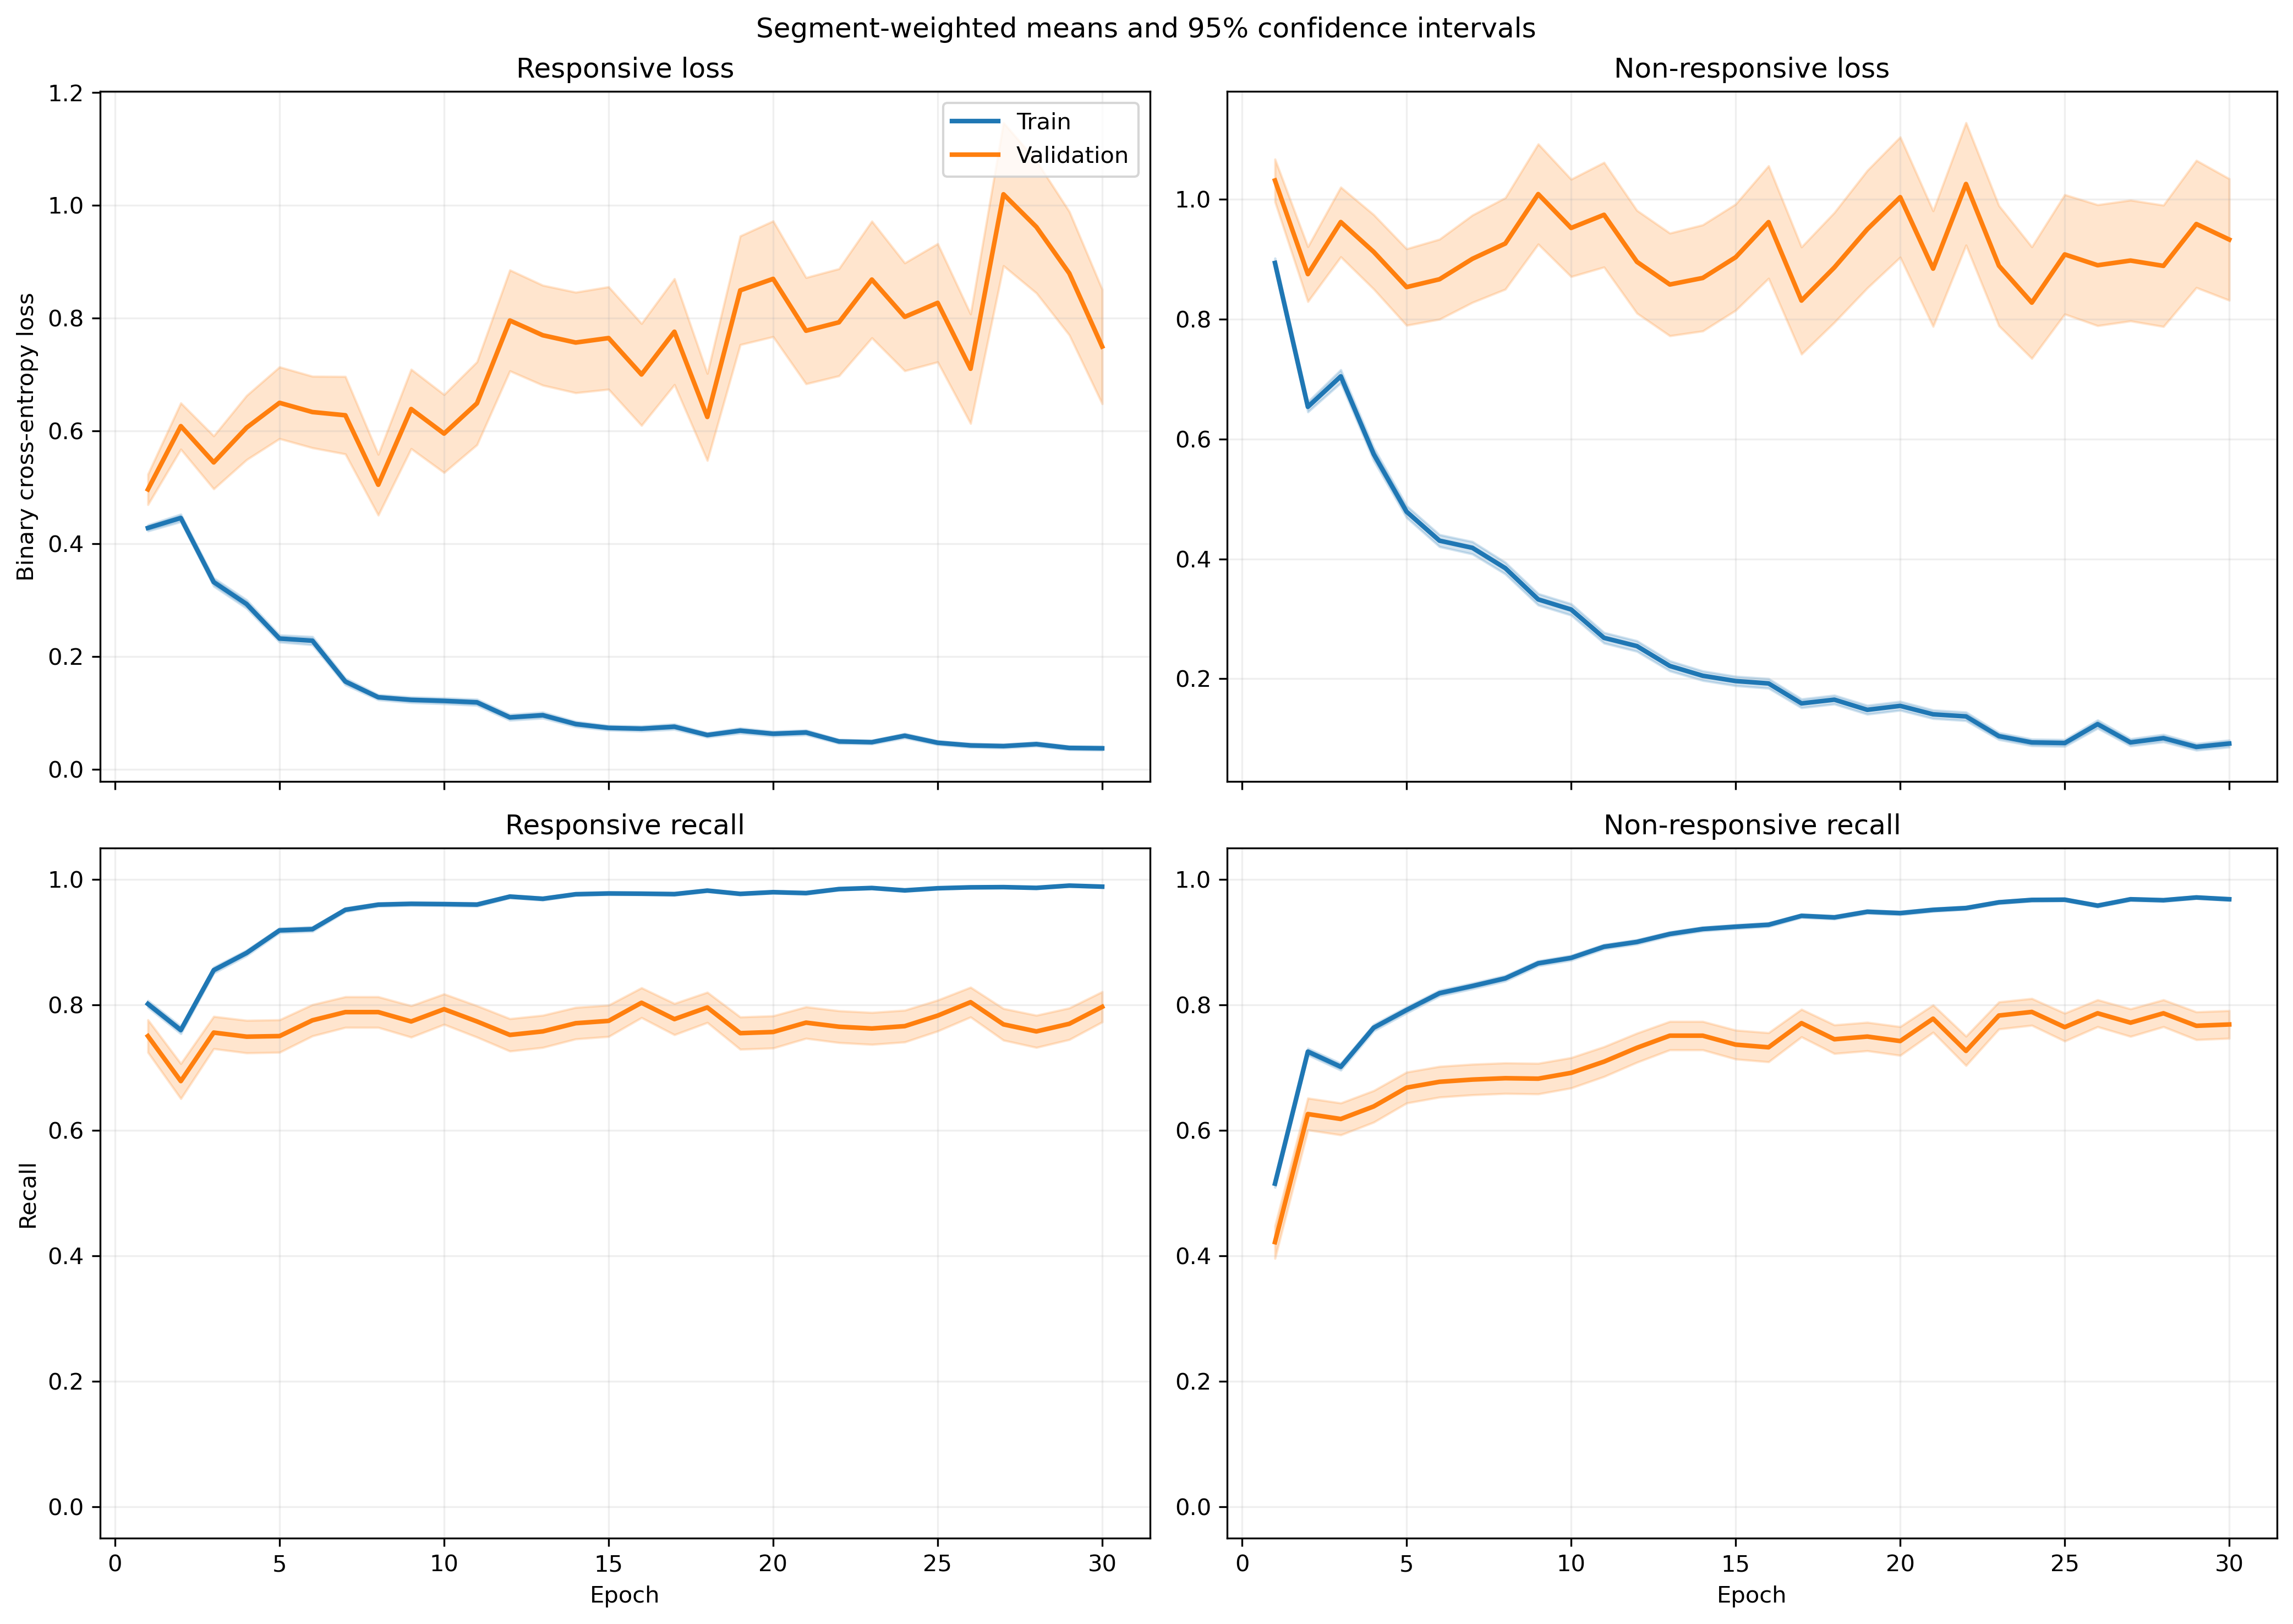 Segment-weighted means and 95% confidence intervals
Responsive loss
Non-responsive loss
Binary cross-entropy loss
1.2
1.0
0.8
0.6
0.4
0.2
0.0
Train
Validation
1.0
0.8
0.6
0.4
0.2
Responsive recall
Non-responsive recall
Recall
1.0
0.8
0.6
0.4
0.2
0.0
0 5 10 15 20 25 30
Epoch
1.0
0.8
0.6
0.4
0.2
0.0
0 5 10 15 20 25 30
Epoch